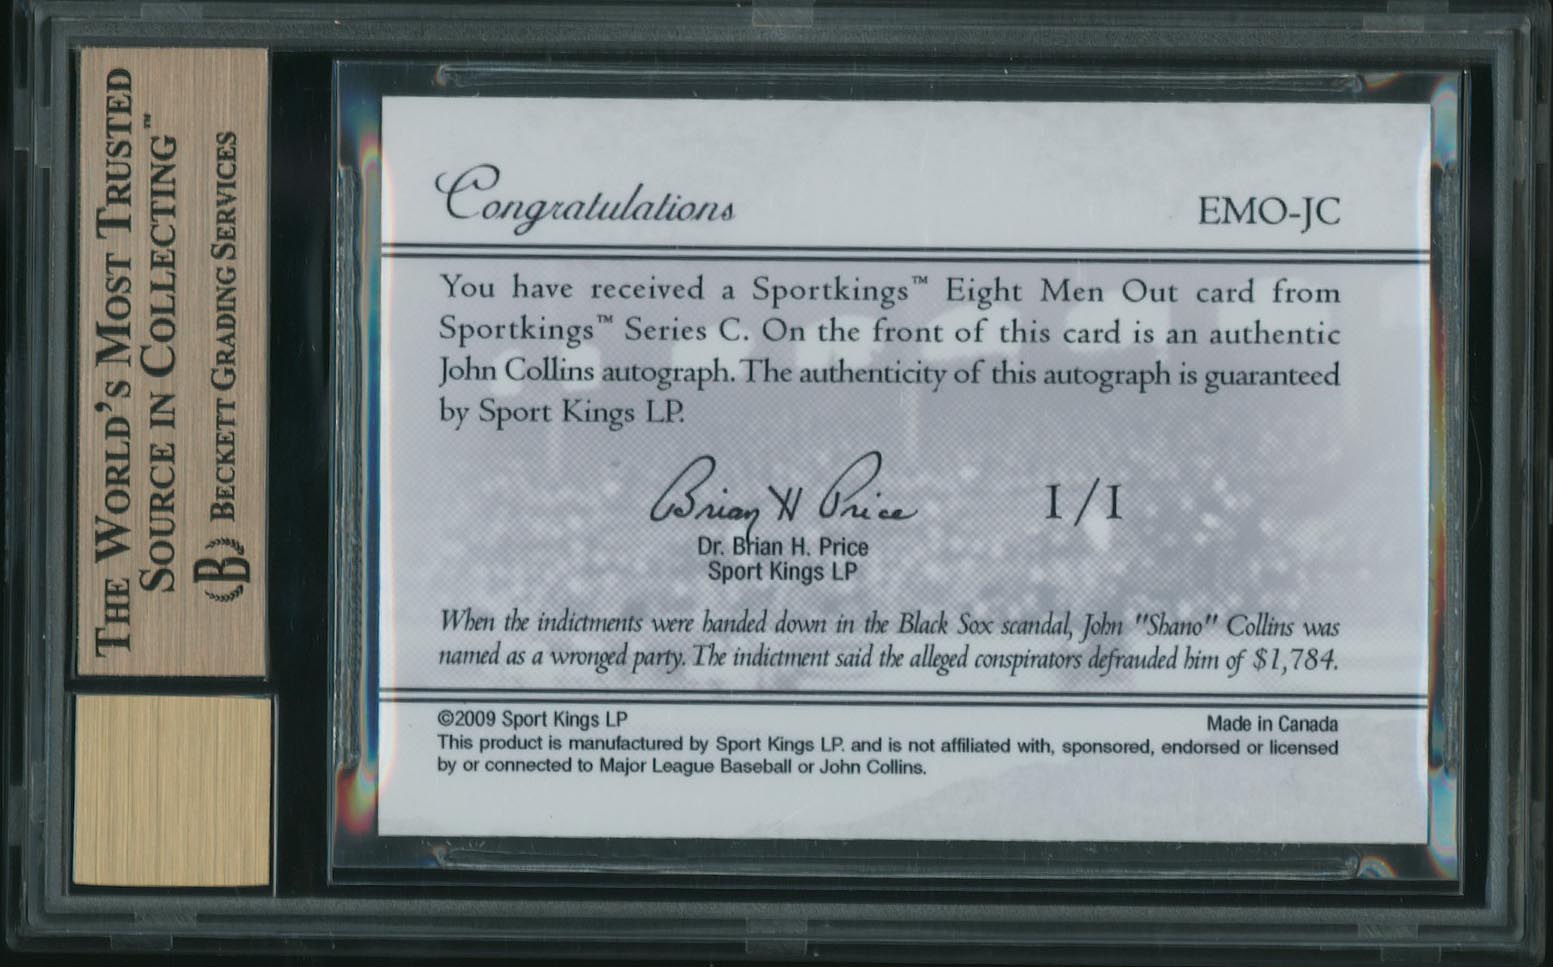 THE WORLD'S MOST TRUSTED
SOURCE IN COLLECTING™
B BECKETT GRADING SERVICES
Congratulations
EMO-JC
You have received a Sportkings™ Eight Men Out card from
Sportkings™ Series C. On the front of this card is an authentic
John Collins autograph. The authenticity of this autograph is guaranteed
by Sport Kings LP.
Brian H Price
1/1
Dr. Brian H. Price
Sport Kings LP
When the indictments were handed down in the Black Sox scandal, John "Shano" Collins was
named as a wronged party. The indictment said the alleged conspirators defrauded him of $1,784.
©2009 Sport Kings LP
Made in Canada
This product is manufactured by Sport Kings LP. and is not affiliated with, sponsored, endorsed or licensed
by or connected to Major League Baseball or John Collins.